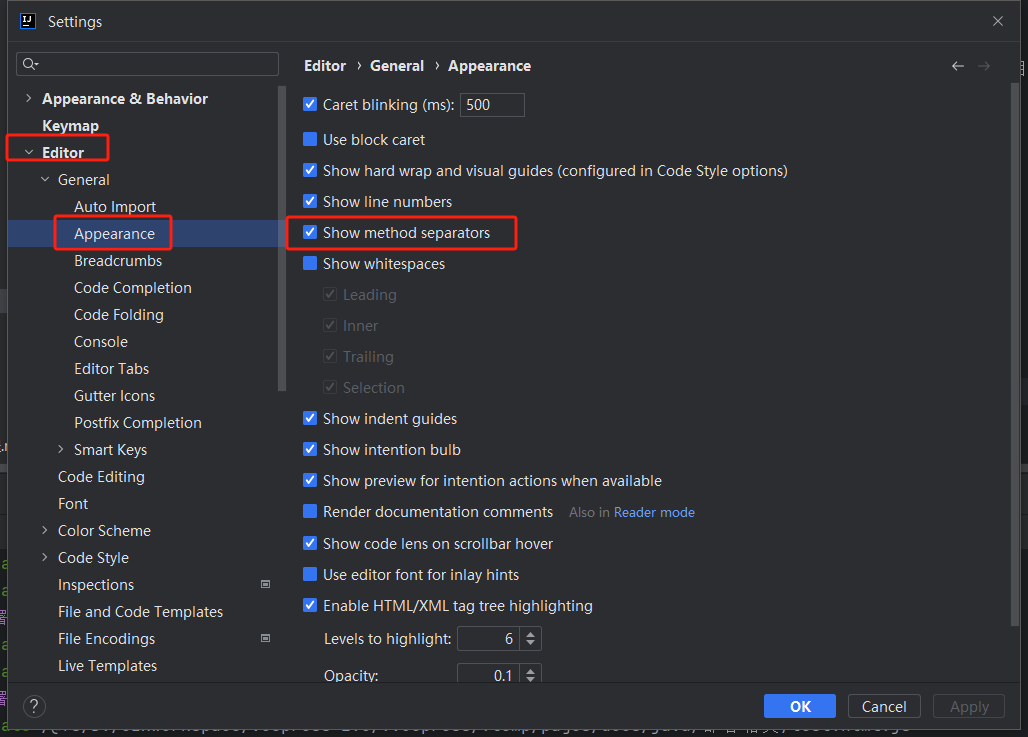 Settings
Editor › General › Appearance
Appearance & Behavior
Keymap
Editor
General
Auto Import
Appearance
Breadcrumbs
Code Completion
Code Folding
Console
Editor Tabs
Gutter Icons
Postfix Completion
Smart Keys
Code Editing
Font
Color Scheme
Code Style
Inspections
File and Code Templates
File Encodings
Live Templates
Caret blinking (ms): 500
Use block caret
Show hard wrap and visual guides (configured in Code Style options)
Show line numbers
Show method separators
Show whitespaces
Leading
Inner
Trailing
Selection
Show indent guides
Show intention bulb
Show preview for intention actions when available
Render documentation comments Also in Reader mode
Show code lens on scrollbar hover
Use editor font for inlay hints
Enable HTML/XML tag tree highlighting
Levels to highlight: 6
Opacity: 0.1
?
OK
Cancel
Apply